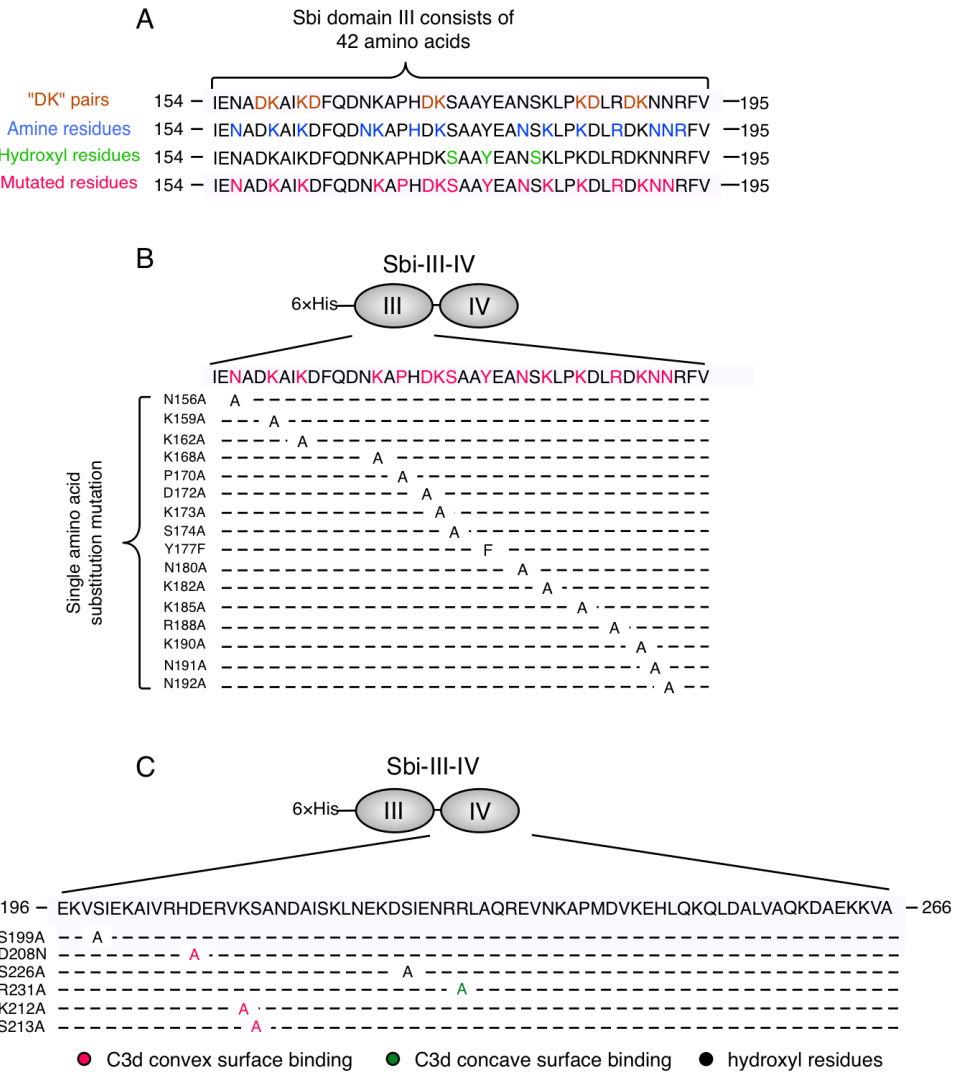 A
Sbi domain III consists of
42 amino acids
"DK" pairs 154 – IENADKAIKDFQDNKAPHDKSAAYEANSKLPKDLRDKNNRFV —195
Amine residues 154 – IENADKAIKDFQDNKAPHDKSAAYEANSKLPKDLRDKNNRFV —195
Hydroxyl residues 154 – IENADKAIKDFQDNKAPHDKSAAYEANSKLPKDLRDKNNRFV —195
Mutated residues 154 – IENADKAIKDFQDNKAPHDKSAAYEANSKLPKDLRDKNNRFV —195
B
Sbi-III-IV
6×His III IV
IENADKAIKDFQDNKAPHDKSAAYEANSKLPKDLRDKNNRFV
Single amino acid
substitution mutation
N156A A
K159A A
K162A A
K168A A
P170A A
D172A A
K173A A
S174A A
Y177F F
N180A A
K182A A
K185A A
R188A A
K190A A
N191A A
N192A A
C
Sbi-III-IV
6×His III IV
196 – EKVSIEKAIVRHDERVKSANDAISKLNEKDSIENRRLAQREVNKAPMDVKEHLQKQLDALVAQKDAEKKVA – 266
S199A A
D208N A
S226A A
R231A A
K212A A
S213A A
C3d convex surface binding C3d concave surface binding hydroxyl residues